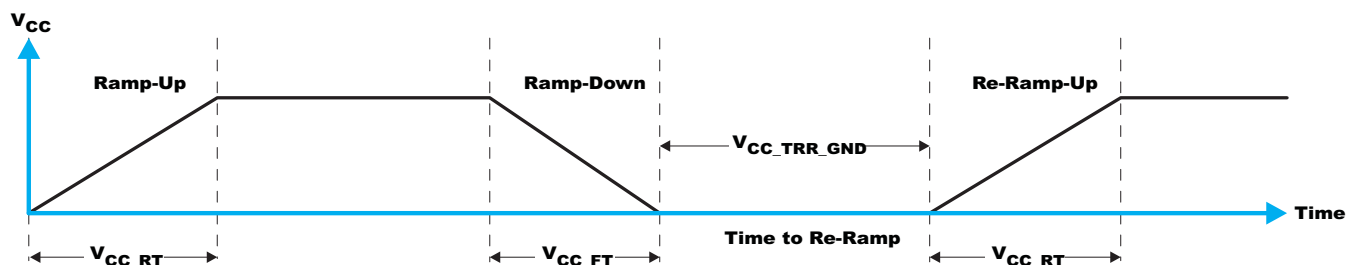 VCC
Ramp-Up
Ramp-Down
Re-Ramp-Up
VCC_TRR_GND
Time
Time to Re-Ramp
VCC_RT
VCC_FT
VCC_RT